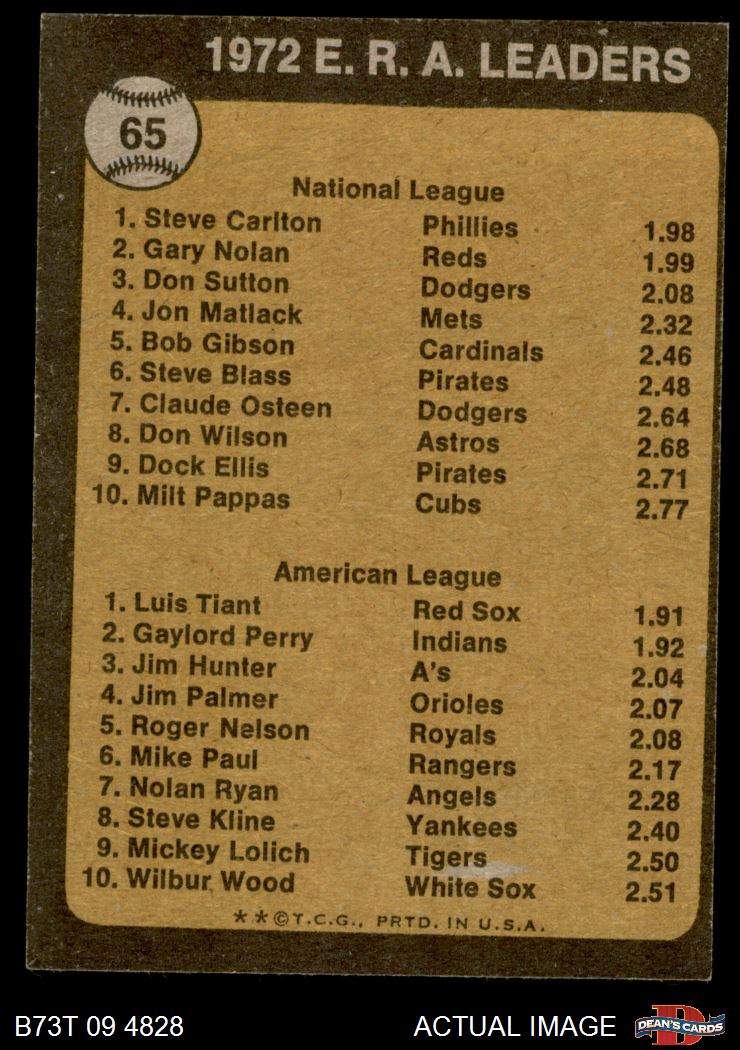 1972 E. R. A. LEADERS
65
National League
1. Steve Carlton Phillies 1.98
2. Gary Nolan Reds 1.99
3. Don Sutton Dodgers 2.08
4. Jon Matlack Mets 2.32
5. Bob Gibson Cardinals 2.46
6. Steve Blass Pirates 2.48
7. Claude Osteen Dodgers 2.64
8. Don Wilson Astros 2.68
9. Dock Ellis Pirates 2.71
10. Milt Pappas Cubs 2.77
American League
1. Luis Tiant Red Sox 1.91
2. Gaylord Perry Indians 1.92
3. Jim Hunter A's 2.04
4. Jim Palmer Orioles 2.07
5. Roger Nelson Royals 2.08
6. Mike Paul Rangers 2.17
7. Nolan Ryan Angels 2.28
8. Steve Kline Yankees 2.40
9. Mickey Lolich Tigers 2.50
10. Wilbur Wood White Sox 2.51
**©T.C.G., PRTD. IN U.S.A.
B73T 09 4828 ACTUAL IMAGE D DEAN'S CARDS